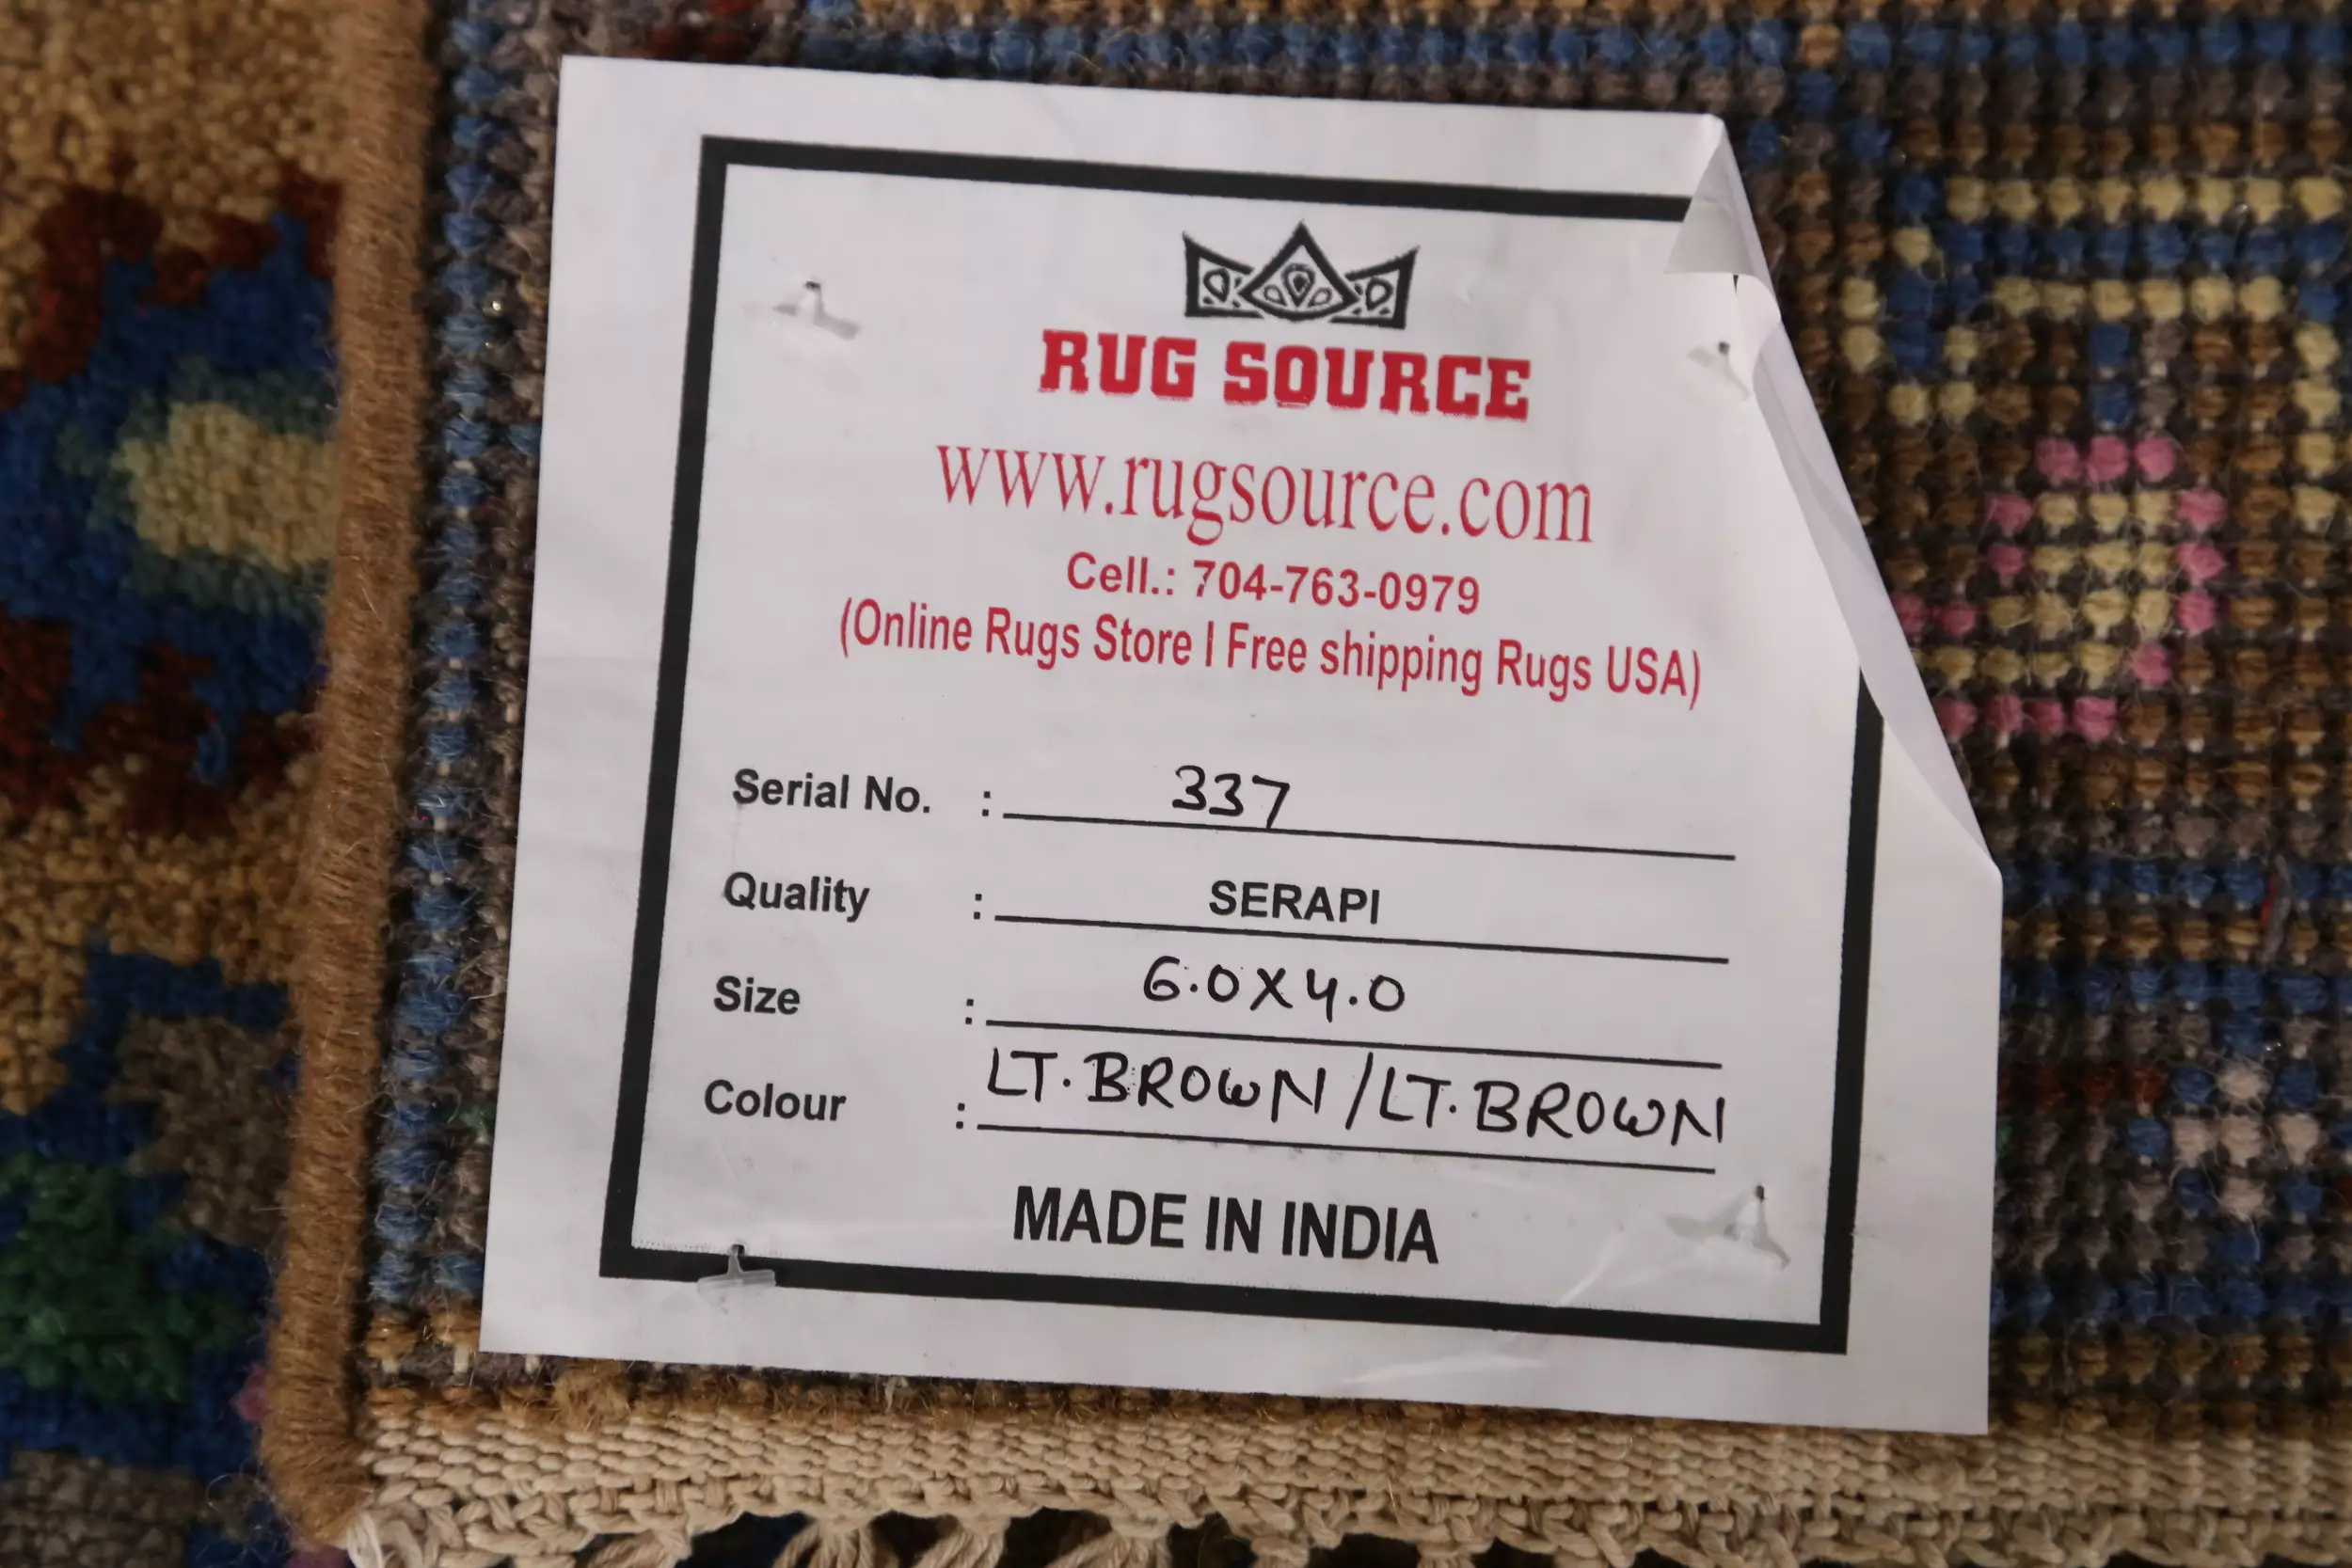 RUG SOURCE
www.rugsource.com
Cell.: 704-763-0979
(Online Rugs Store I Free shipping Rugs USA)
Serial No. : 337
Quality : SERAPI
Size : 6.0X4.0
Colour : LT. BROWN / LT. BROWN
MADE IN INDIA